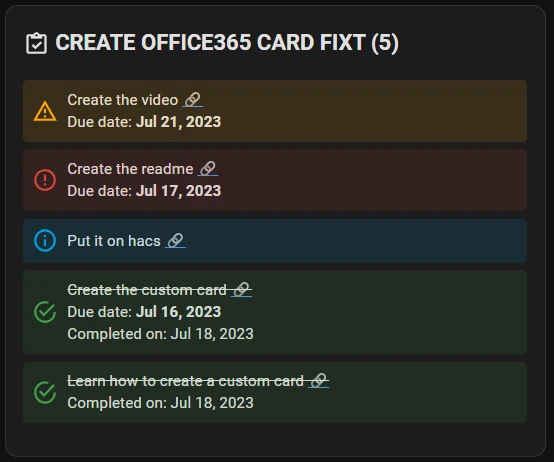 CREATE OFFICE365 CARD FIXT (5)
Create the video
Due date: Jul 21, 2023
Create the readme
Due date: Jul 17, 2023
Put it on hacs
Create the custom card
Due date: Jul 16, 2023
Completed on: Jul 18, 2023
Learn how to create a custom card
Completed on: Jul 18, 2023